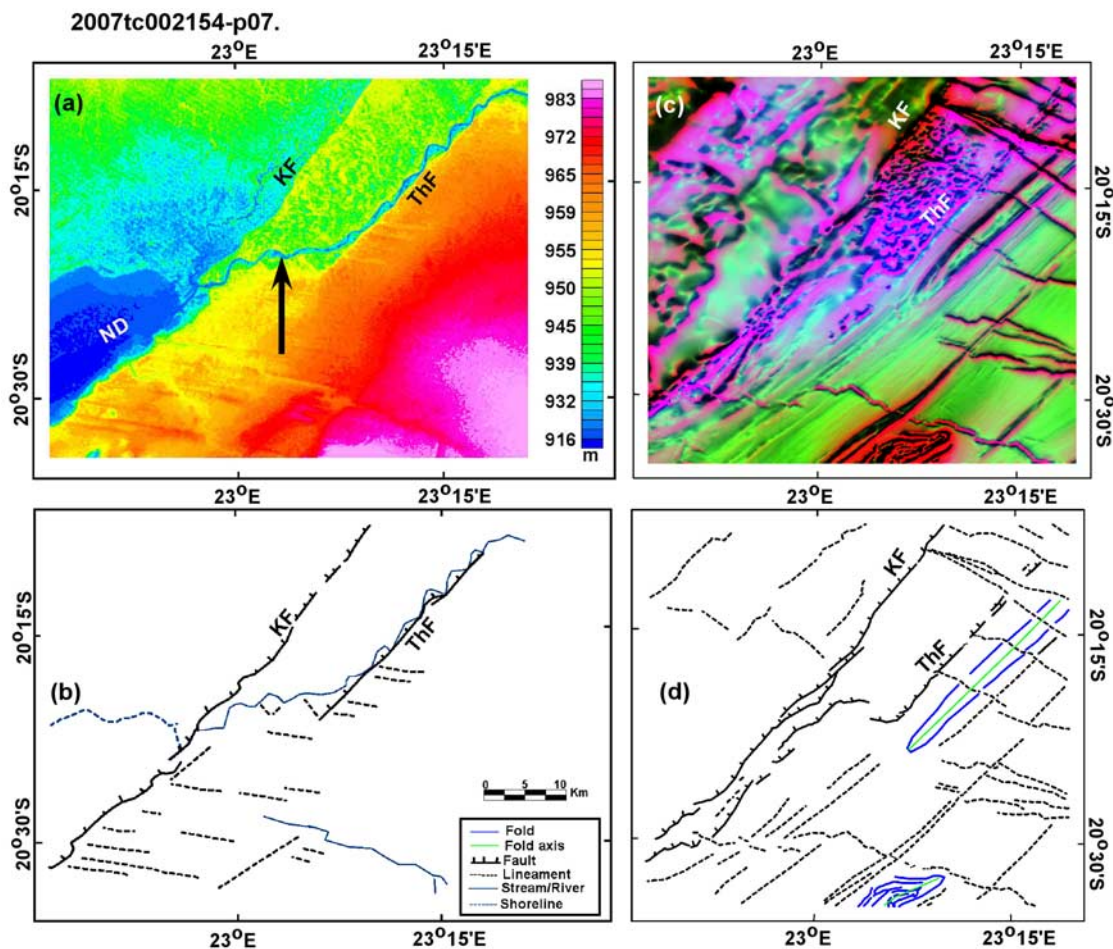 2007tc002154-p07.
23°E 23°15'E
(a)
KF
ThF
ND
20°15'S
20°30'S
983
972
965
959
955
950
945
939
932
916
m
23°E 23°15'E
23°E 23°15'E
(c)
KF
ThF
20°15'S
20°30'S
23°E 23°15'E
20°15'S
KF
ThF
(b)
20°30'S
0 5 10
Km
Fold
Fold axis
Fault
Lineament
Stream/River
Shoreline
23°E 23°15'E
KF
ThF
(d)
20°15'S
20°30'S
23°E 23°15'E